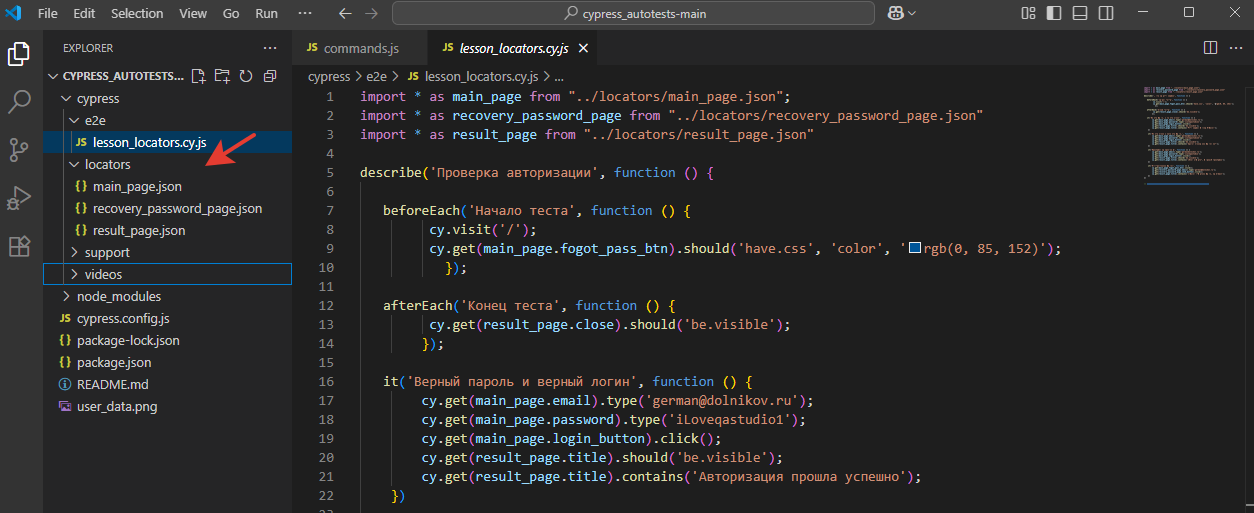 File Edit Selection View Go Run ... cypress_autotests-main
EXPLORER ... JS commands.js JS lesson_locators.cy.js
CYPRESS_AUTOTESTS...
cypress
e2e
JS lesson_locators.cy.js
locators
{} main_page.json
{} recovery_password_page.json
{} result_page.json
support
videos
node_modules
JS cypress.config.js
{} package-lock.json
{} package.json
README.md
user_data.png
cypress > e2e > JS lesson_locators.cy.js > ...
1 import * as main_page from "../locators/main_page.json";
2 import * as recovery_password_page from "../locators/recovery_password_page.json"
3 import * as result_page from "../locators/result_page.json"
4
5 describe('Проверка авторизации', function () {
6
7 beforeEach('Начало теста', function () {
8 cy.visit('/');
9 cy.get(main_page.fogot_pass_btn).should('have.css', 'color', 'rgb(0, 85, 152)');
10 });
11
12 afterEach('Конец теста', function () {
13 cy.get(result_page.close).should('be.visible');
14 });
15
16 it('Верный пароль и верный логин', function () {
17 cy.get(main_page.email).type('german@dolnikov.ru');
18 cy.get(main_page.password).type('iLoveqastudio1');
19 cy.get(main_page.login_button).click();
20 cy.get(result_page.title).should('be.visible');
21 cy.get(result_page.title).contains('Авторизация прошла успешно');
22 })